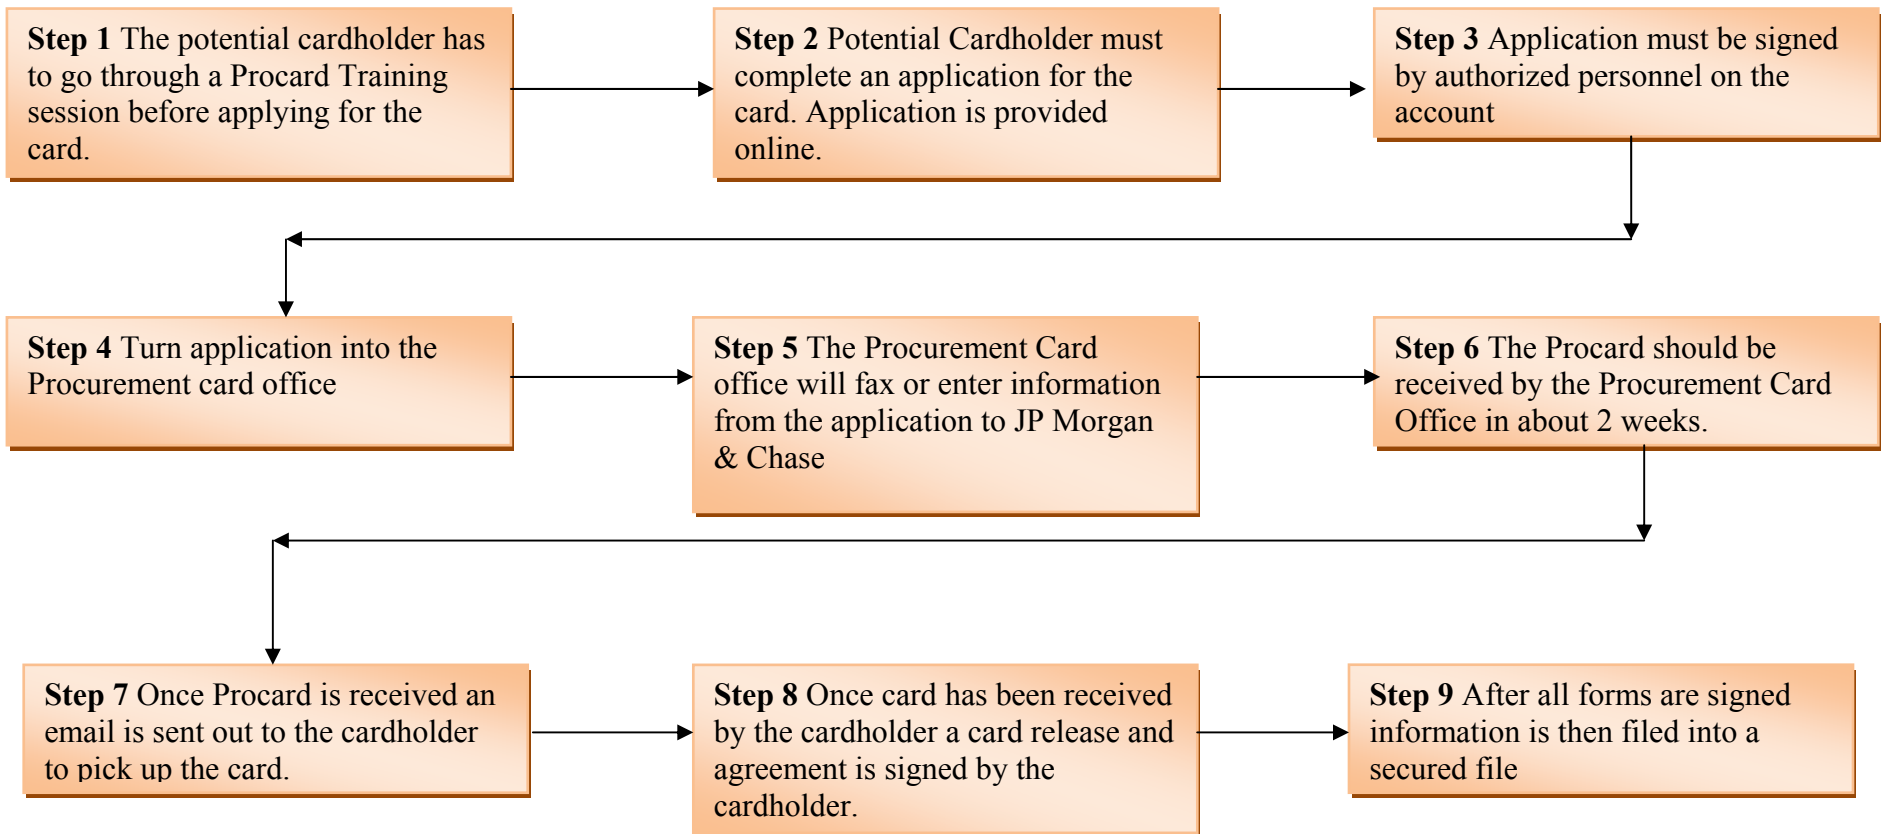 Step 1 The potential cardholder has
to go through a Procard Training
session before applying for the
card.
Step 2 Potential Cardholder must
complete an application for the
card. Application is provided
online.
Step 3 Application must be signed
by authorized personnel on the
account
Step 4 Turn application into the
Procurement card office
Step 5 The Procurement Card
office will fax or enter information
from the application to JP Morgan
& Chase
Step 6 The Procard should be
received by the Procurement Card
Office in about 2 weeks.
Step 7 Once Procard is received an
email is sent out to the cardholder
to pick up the card.
Step 8 Once card has been received
by the cardholder a card release and
agreement is signed by the
cardholder.
Step 9 After all forms are signed
information is then filed into a
secured file